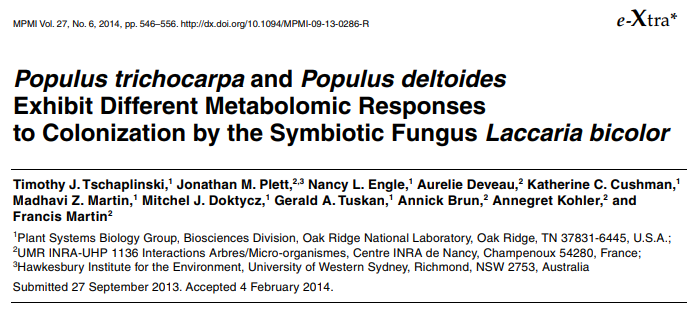 MPMI Vol. 27, No. 6, 2014, pp. 546–556. http://dx.doi.org/10.1094/MPMI-09-13-0286-R
e-Xtra*
Populus trichocarpa and Populus deltoides
Exhibit Different Metabolomic Responses
to Colonization by the Symbiotic Fungus Laccaria bicolor
Timothy J. Tschaplinski,¹ Jonathan M. Plett,²,³ Nancy L. Engle,¹ Aurelie Deveau,² Katherine C. Cushman,¹
Madhavi Z. Martin,¹ Mitchel J. Doktycz,¹ Gerald A. Tuskan,¹ Annick Brun,² Annegret Kohler,² and
Francis Martin²
¹Plant Systems Biology Group, Biosciences Division, Oak Ridge National Laboratory, Oak Ridge, TN 37831-6445, U.S.A.;
²UMR INRA-UHP 1136 Interactions Arbres/Micro-organismes, Centre INRA de Nancy, Champenoux 54280, France;
³Hawkesbury Institute for the Environment, University of Western Sydney, Richmond, NSW 2753, Australia
Submitted 27 September 2013. Accepted 4 February 2014.